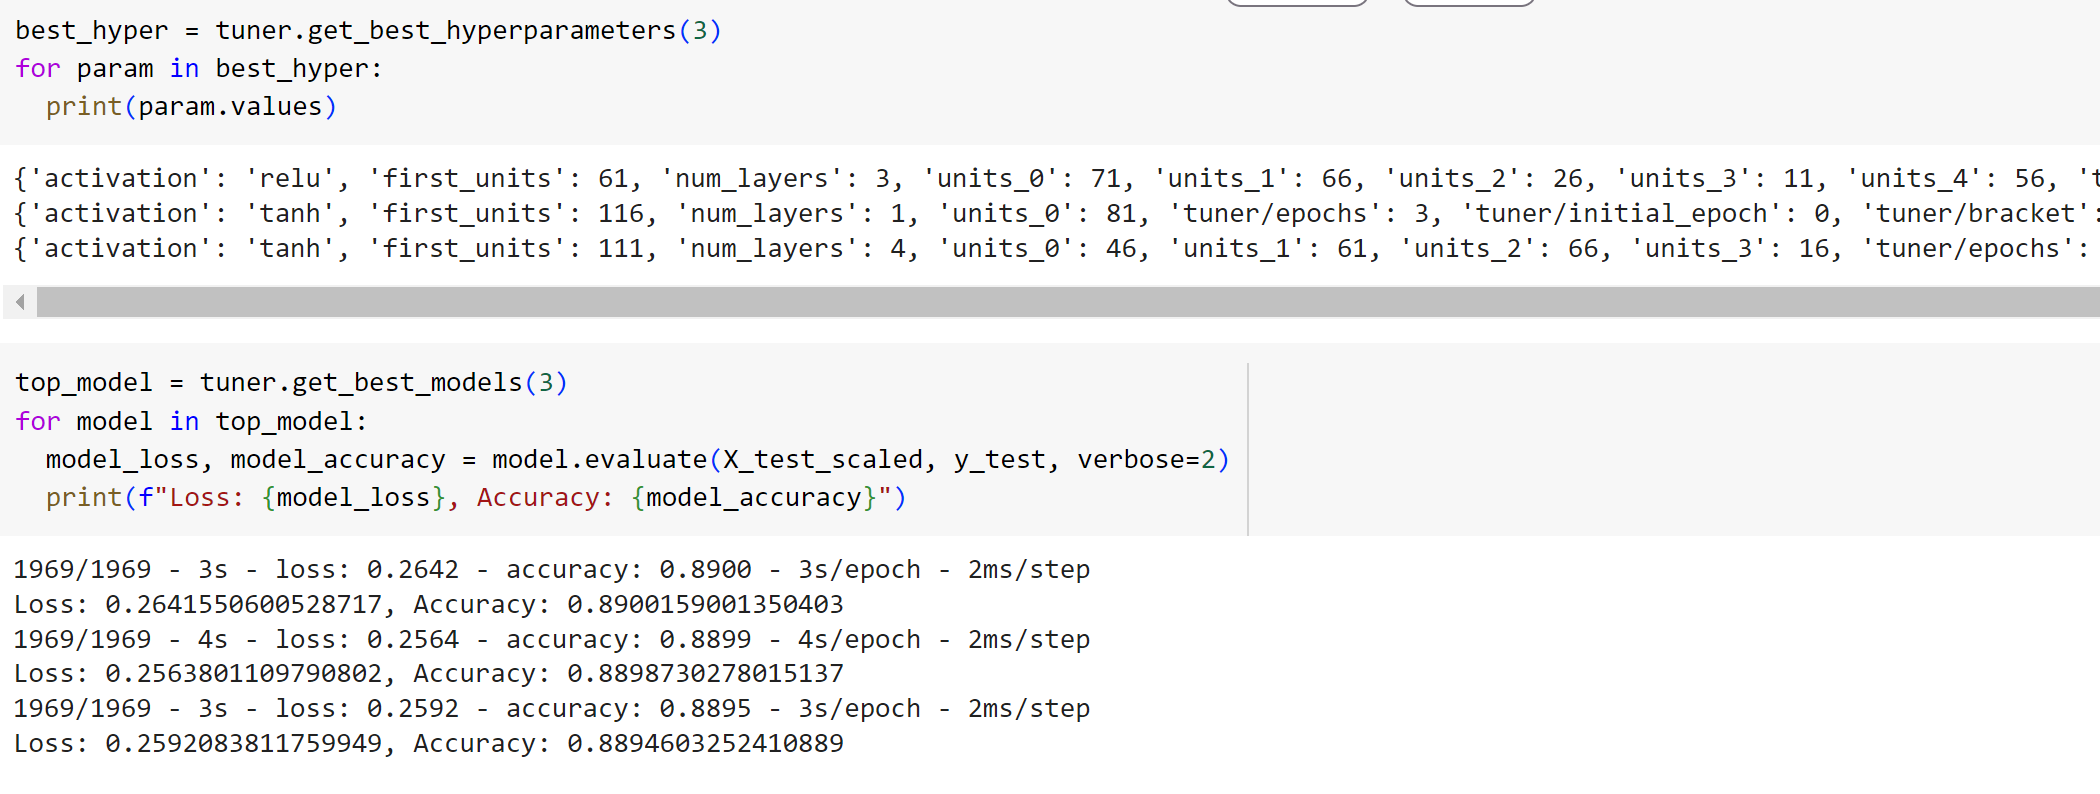 best_hyper = tuner.get_best_hyperparameters(3)
for param in best_hyper:
  print(param.values)
{'activation': 'relu', 'first_units': 61, 'num_layers': 3, 'units_0': 71, 'units_1': 66, 'units_2': 26, 'units_3': 11, 'units_4': 56, 't
{'activation': 'tanh', 'first_units': 116, 'num_layers': 1, 'units_0': 81, 'tuner/epochs': 3, 'tuner/initial_epoch': 0, 'tuner/bracket':
{'activation': 'tanh', 'first_units': 111, 'num_layers': 4, 'units_0': 46, 'units_1': 61, 'units_2': 66, 'units_3': 16, 'tuner/epochs':
top_model = tuner.get_best_models(3)
for model in top_model:
  model_loss, model_accuracy = model.evaluate(X_test_scaled, y_test, verbose=2)
  print(f"Loss: {model_loss}, Accuracy: {model_accuracy}")
1969/1969 - 3s - loss: 0.2642 - accuracy: 0.8900 - 3s/epoch - 2ms/step
Loss: 0.2641550600528717, Accuracy: 0.8900159001350403
1969/1969 - 4s - loss: 0.2564 - accuracy: 0.8899 - 4s/epoch - 2ms/step
Loss: 0.2563801109790802, Accuracy: 0.8898730278015137
1969/1969 - 3s - loss: 0.2592 - accuracy: 0.8895 - 3s/epoch - 2ms/step
Loss: 0.2592083811759949, Accuracy: 0.8894603252410889